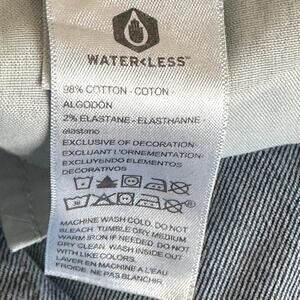 WATER<LESS™
98% COTTON - COTON -
ALGODÓN
2% ELASTANE - ELASTHANNE -
elastano
EXCLUSIVE OF DECORATION-
EXCLUANT L'ORNEMENTATION-
EXCLUYENDO ELEMENTOS
DECORATIVOS
MACHINE WASH COLD. DO NOT
BLEACH. TUMBLE DRY MEDIUM.
WARM IRON IF NEEDED. DO NOT
DRY CLEAN. WASH INSIDE OUT
WITH LIKE COLORS.
LAVER EN MACHINE A L'EAU
FROIDE. NE PAS BLANCHIR